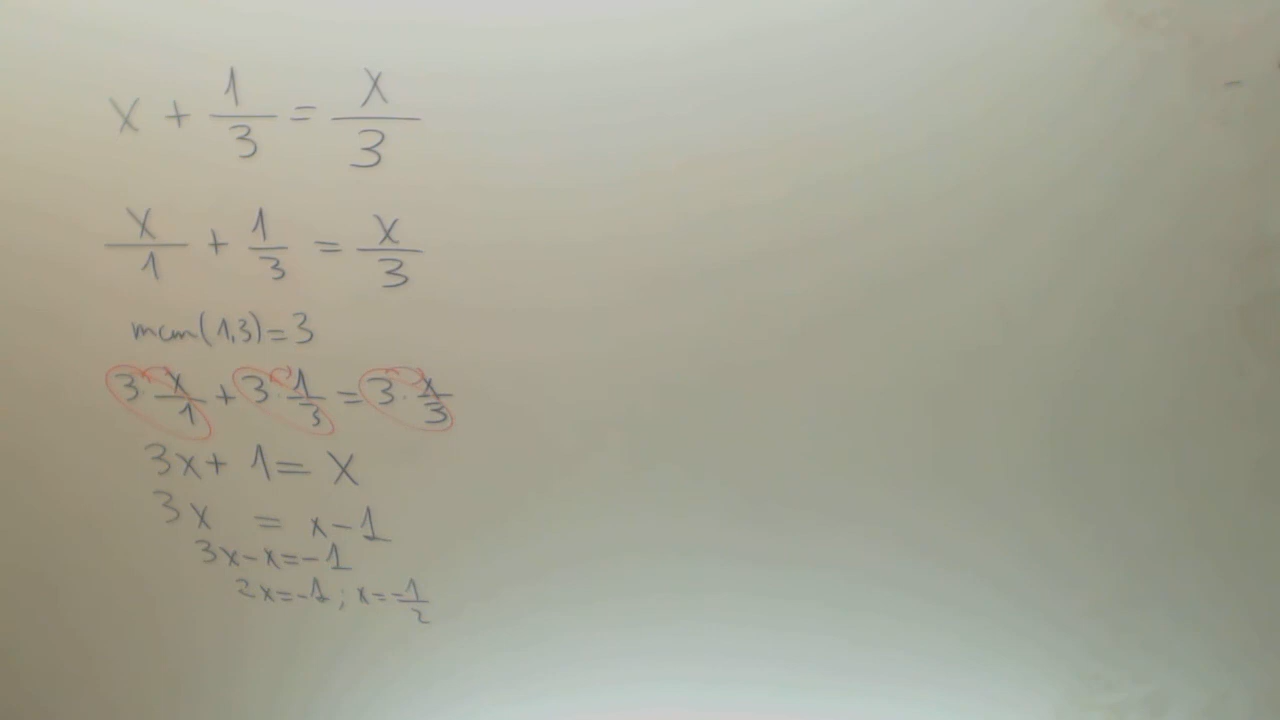 x + 1/3 = x/3
x/1 + 1/3 = x/3
mcm(1,3)=3
3·x/1 + 3·1/3 = 3·x/3
3x + 1 = x
3x = x - 1
3x - x = -1
2x = -1; x = -1/2